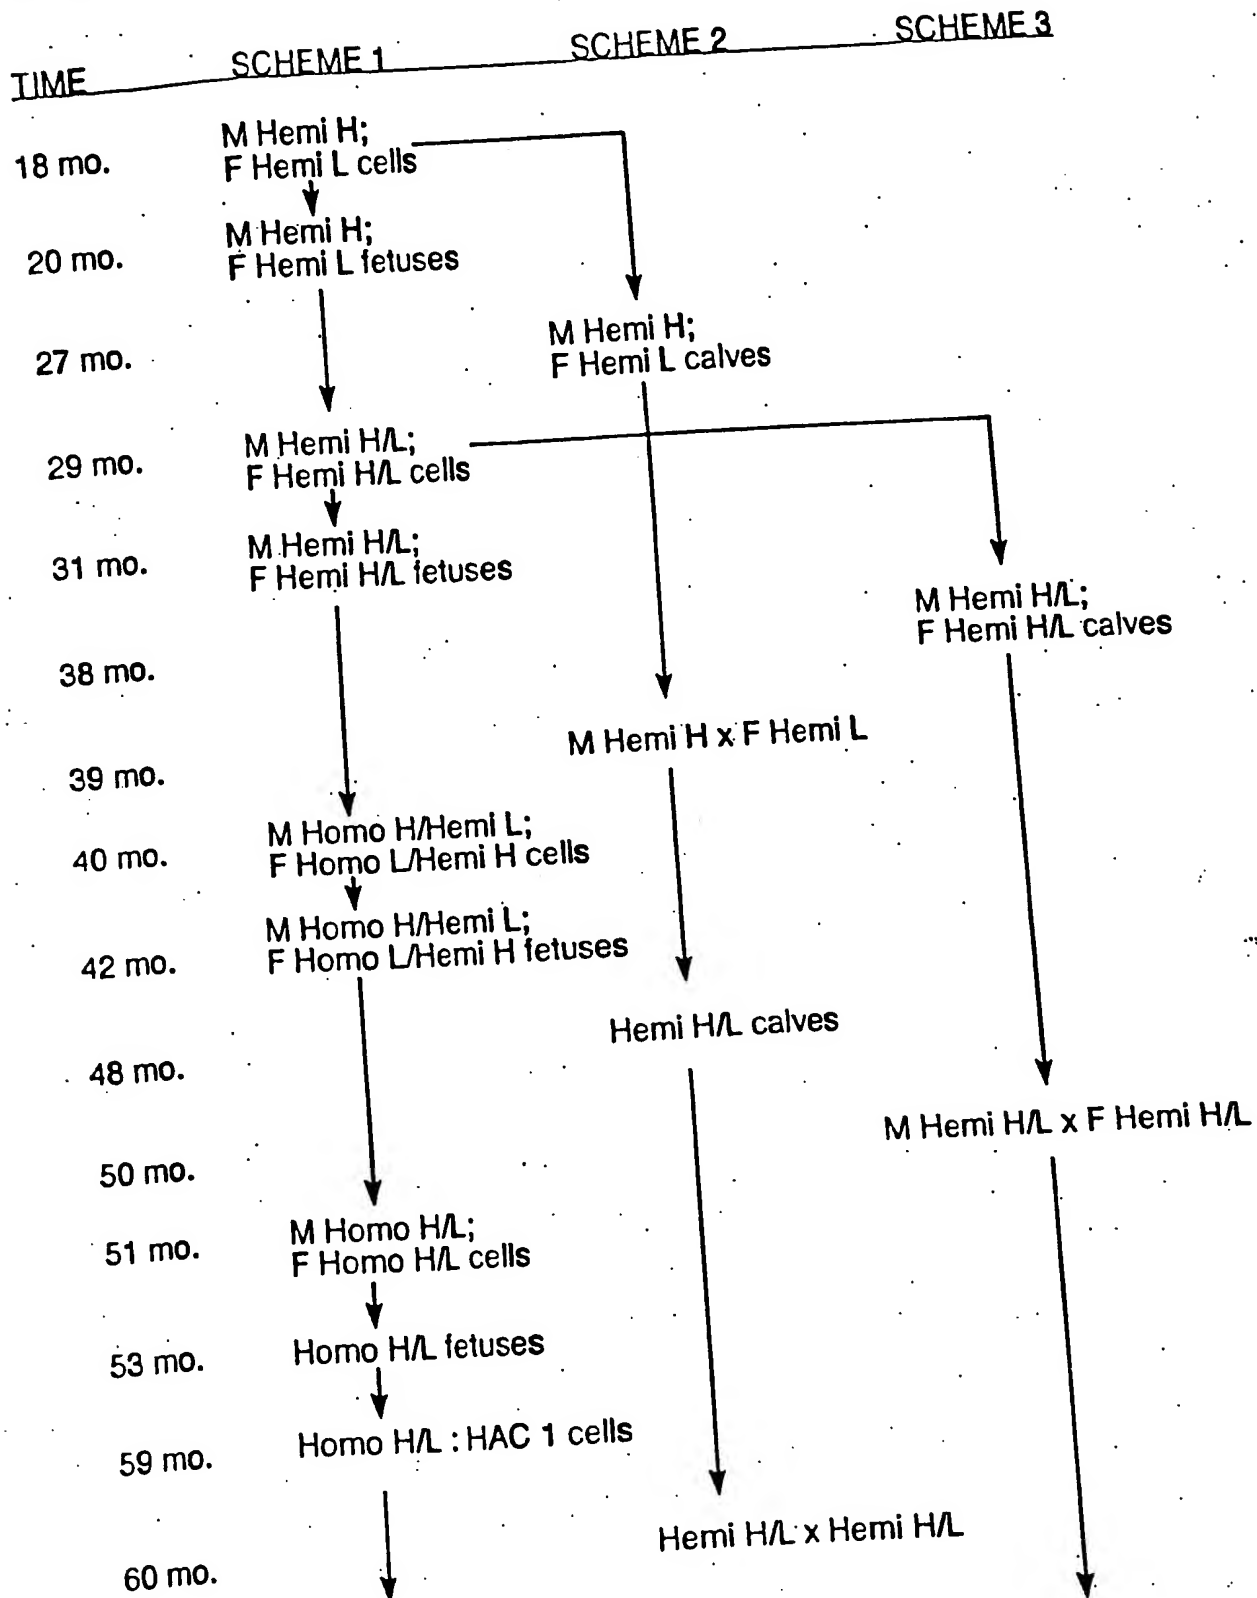 TIME SCHEME 1 SCHEME 2 SCHEME 3
18 mo.
M Hemi H;
F Hemi L cells
20 mo.
M Hemi H;
F Hemi L fetuses
27 mo.
M Hemi H;
F Hemi L calves
29 mo.
M Hemi H/L;
F Hemi H/L cells
31 mo.
M Hemi H/L;
F Hemi H/L fetuses
M Hemi H/L;
F Hemi H/L calves
38 mo.
M Hemi H x F Hemi L
39 mo.
40 mo.
M Homo H/Hemi L;
F Homo L/Hemi H cells
42 mo.
M Homo H/Hemi L;
F Homo L/Hemi H fetuses
Hemi H/L calves
48 mo.
M Hemi H/L x F Hemi H/L
50 mo.
51 mo.
M Homo H/L;
F Homo H/L cells
53 mo.
Homo H/L fetuses
59 mo.
Homo H/L : HAC 1 cells
Hemi H/L x Hemi H/L
60 mo.